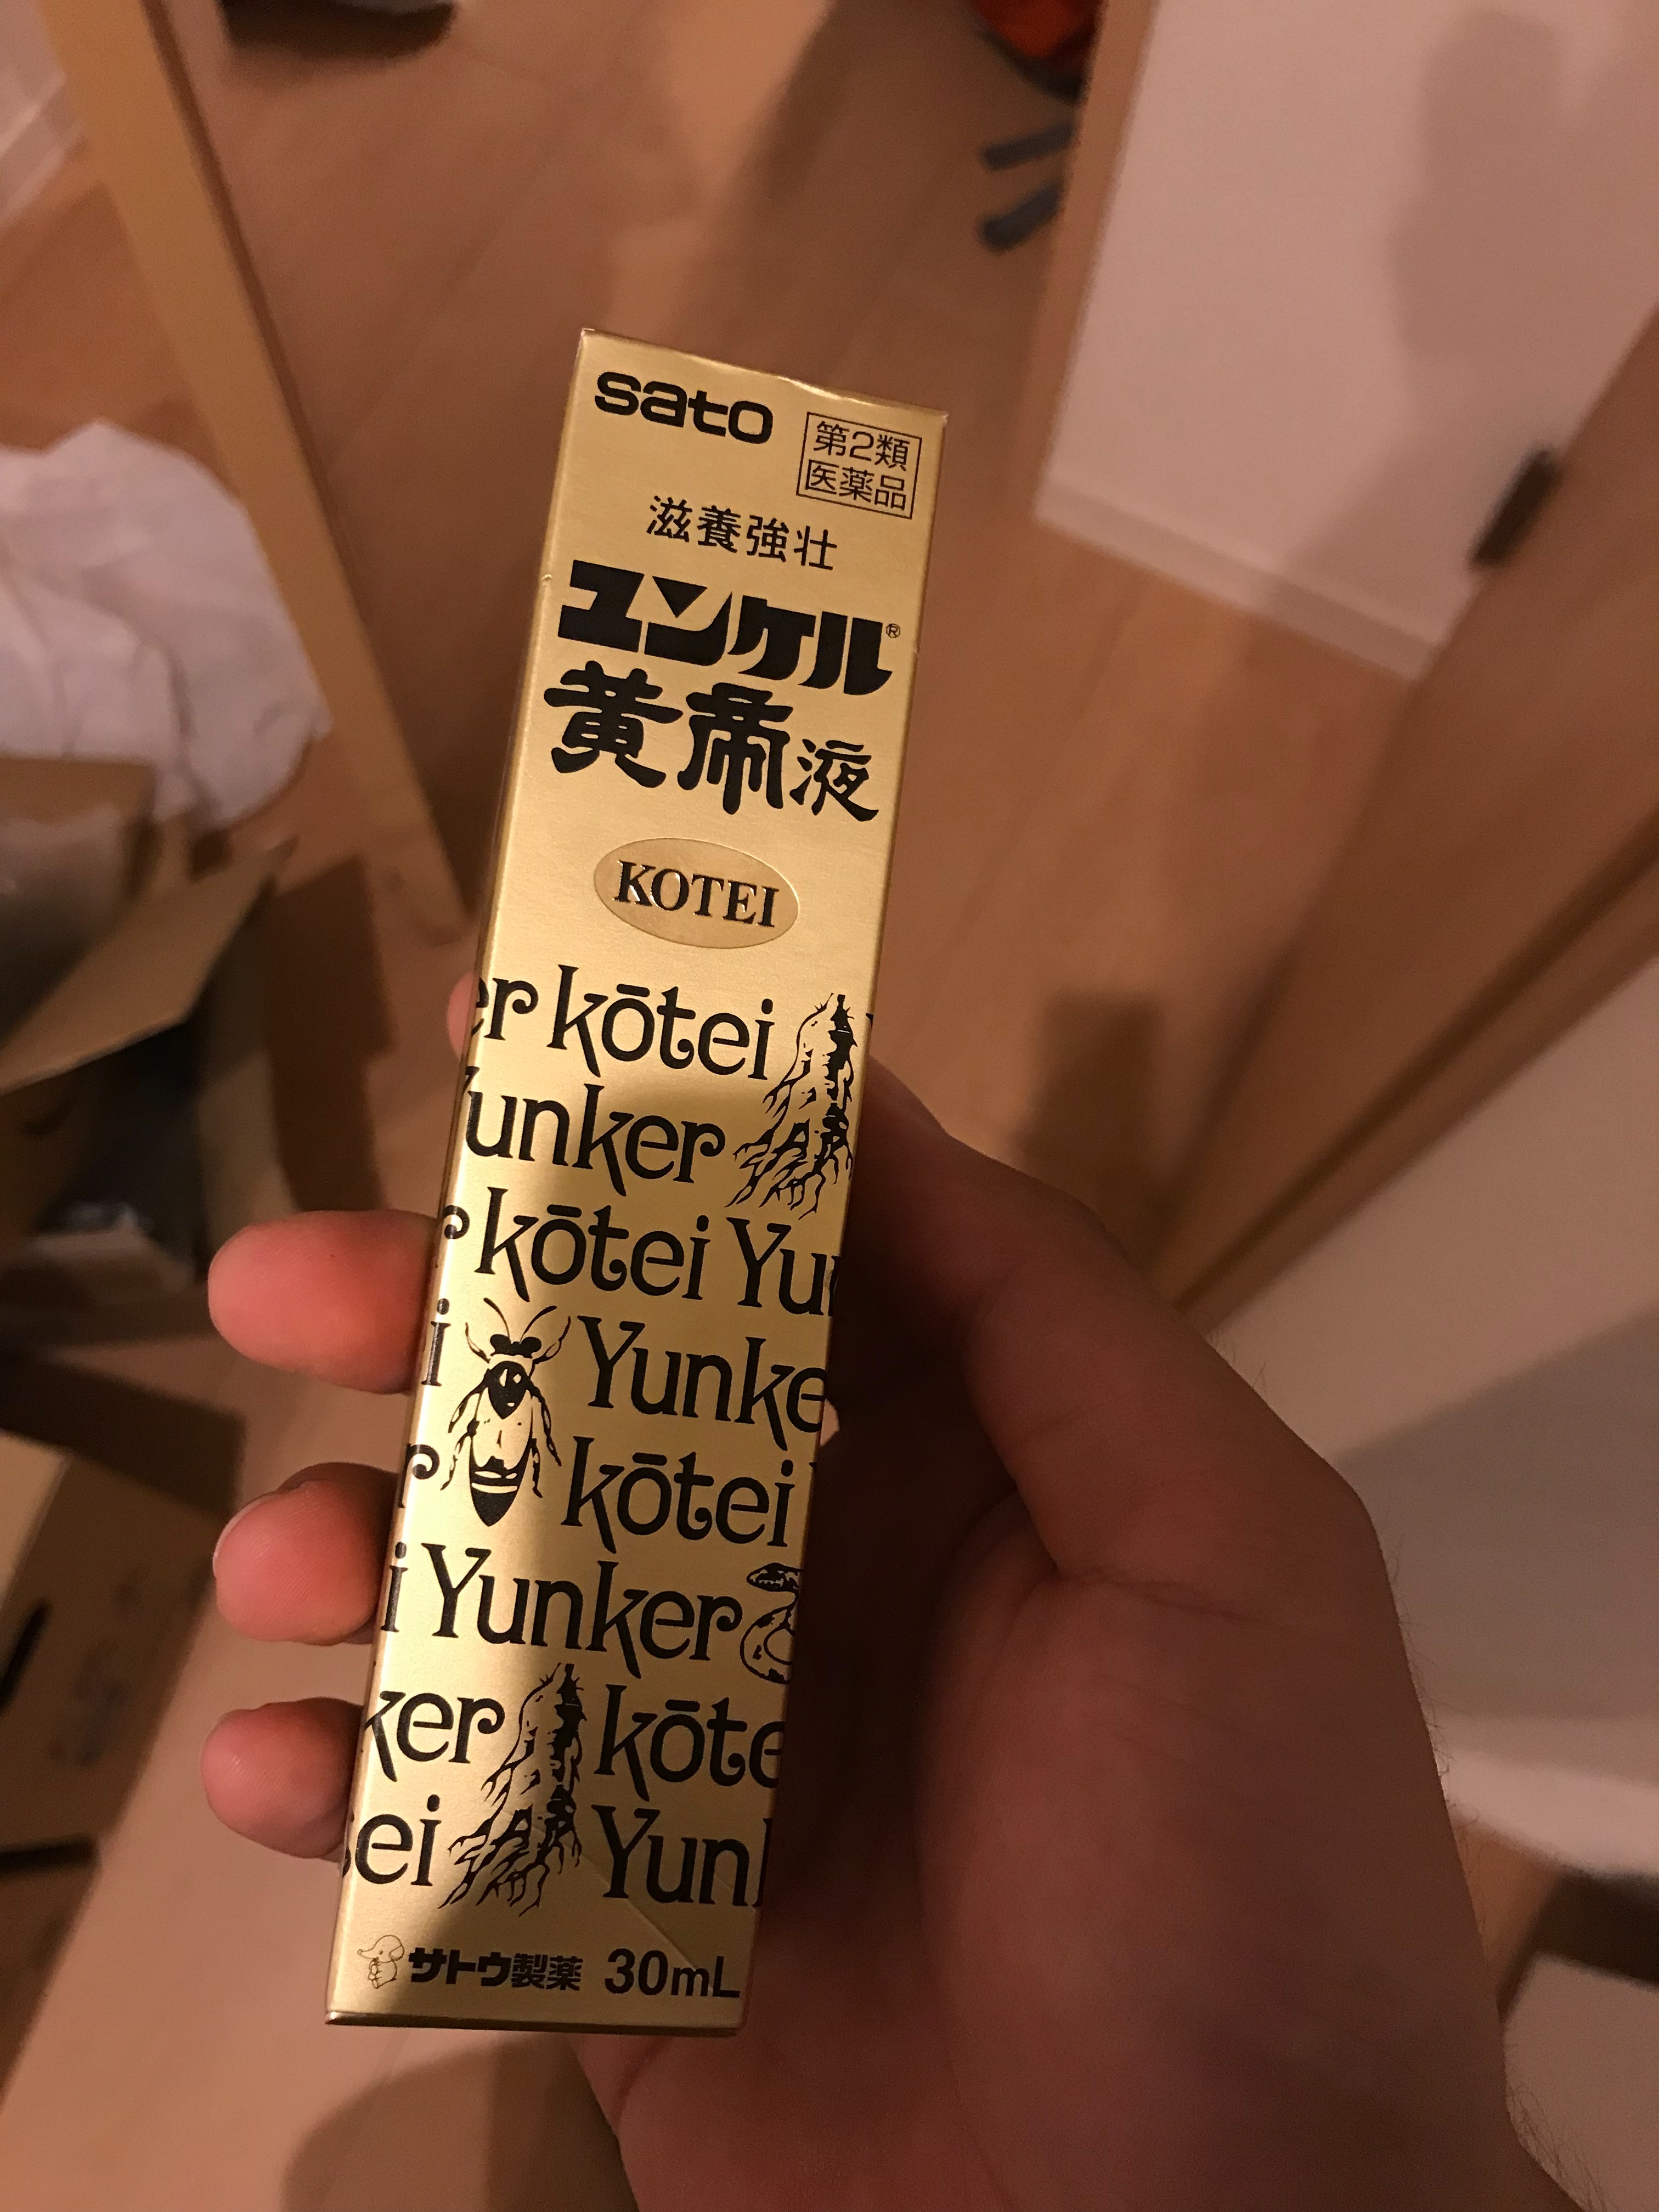 sato
第2類
医薬品
滋養強壮
ユンケル®
黄帝液
KOTEI
er kōtei
Yunker
r kōtei Yun
i Yunke
r kōtei
i Yunker
ker kōte
ei Yunk
サトウ製薬 30mL